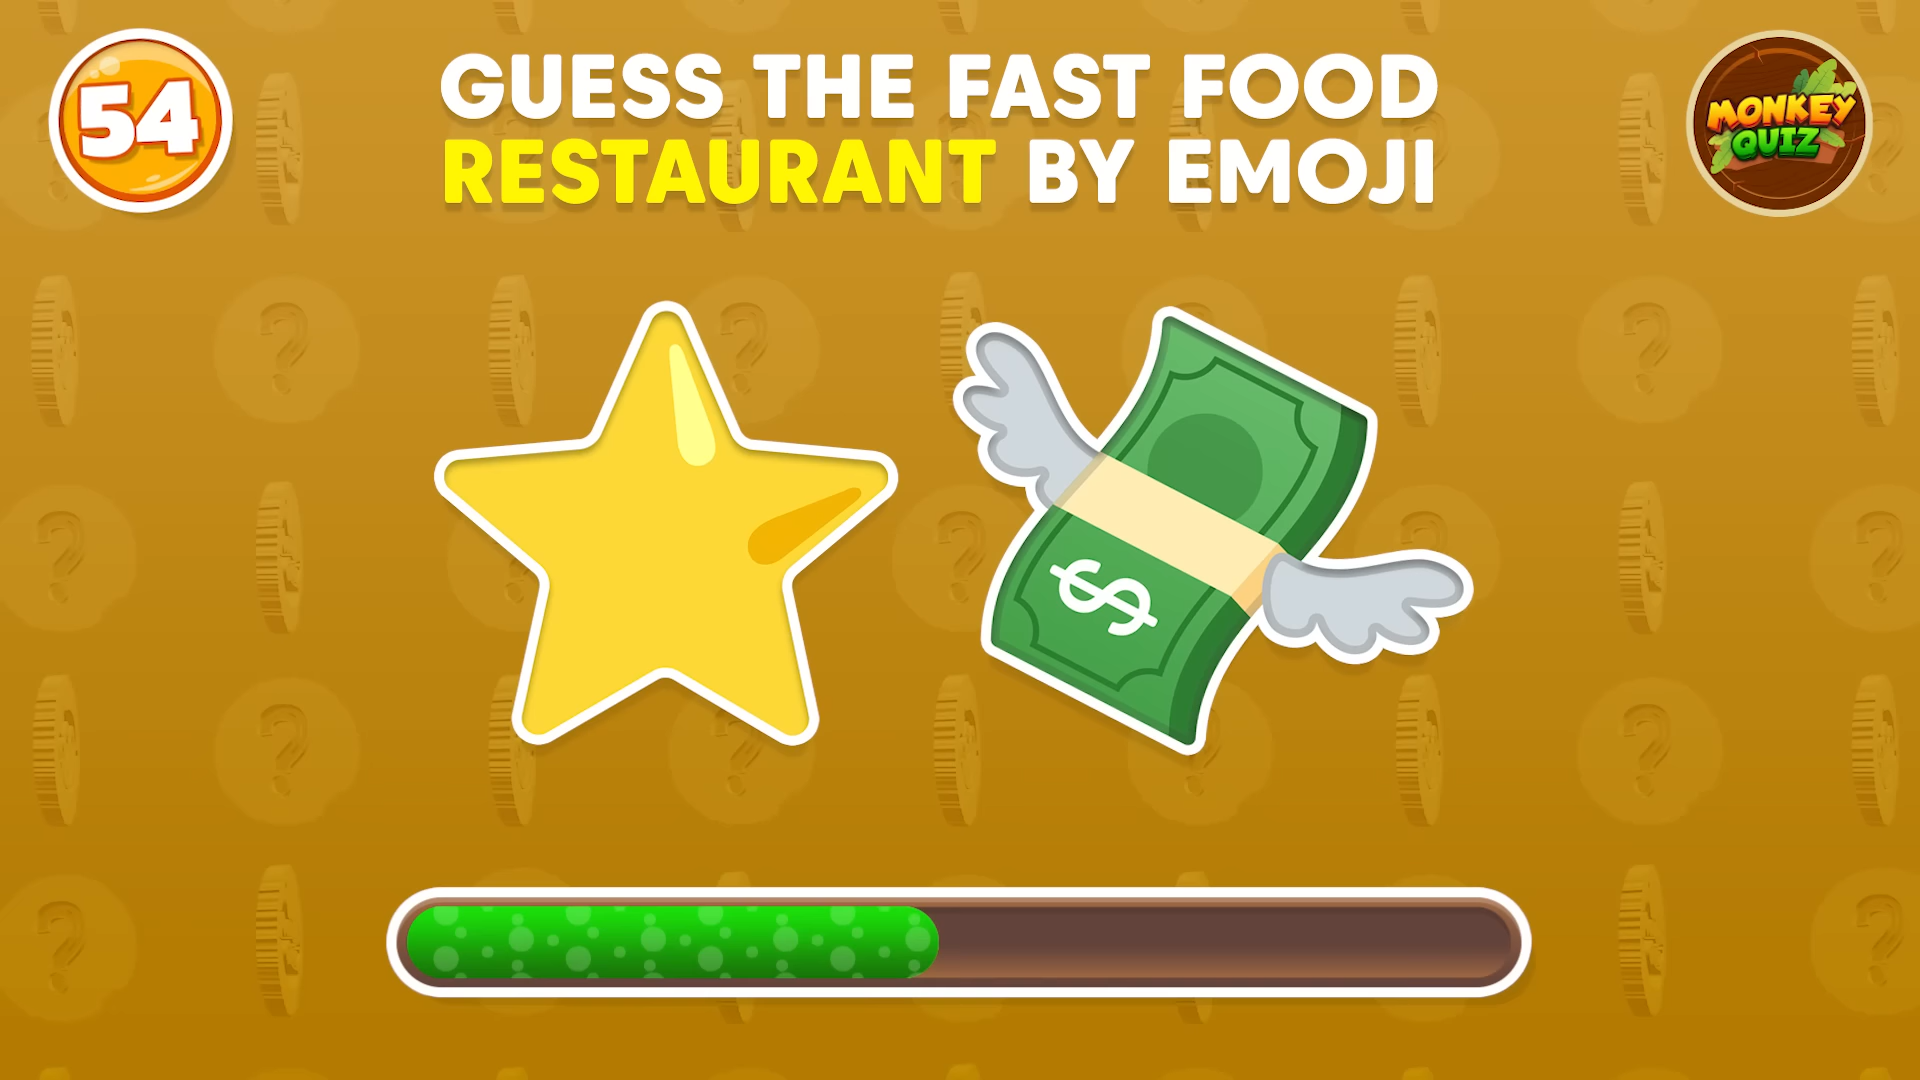 54
GUESS THE FAST FOOD
RESTAURANT BY EMOJI
MONKEY
QUIZ
$